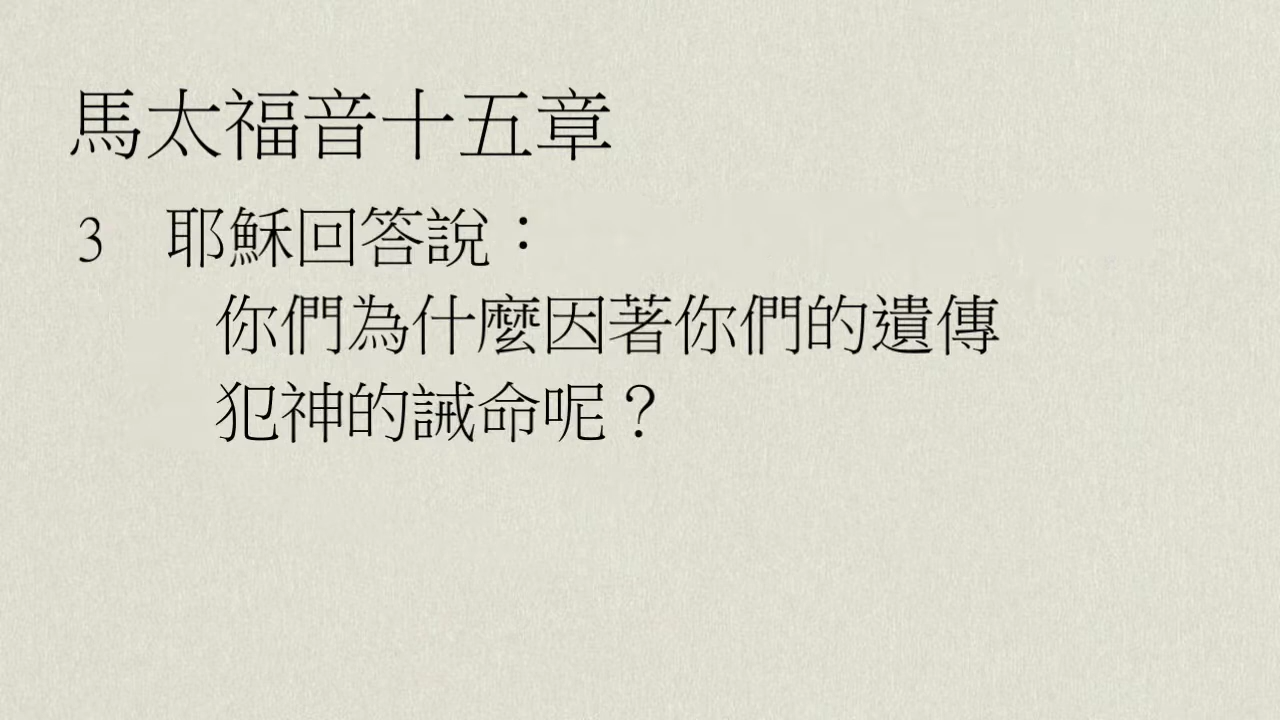 馬太福音十五章
3 耶穌回答說：
你們為什麼因著你們的遺傳
犯神的誡命呢？